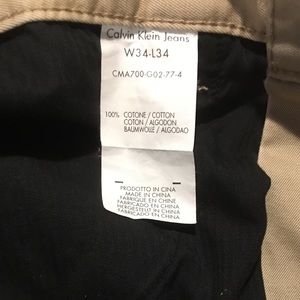 Calvin Klein Jeans
W34-L34
CMA700-G02-77-4
100% COTONE / COTTON
COTON / ALGODON
BAUMWOLLE / ALGODAO
PRODOTTO IN CINA
MADE IN CHINA
FABRIQUE EN CHINE
FABRICADO EN CHINA
HERGESTELLT IN CHINA
FABRICADO EM CHINA